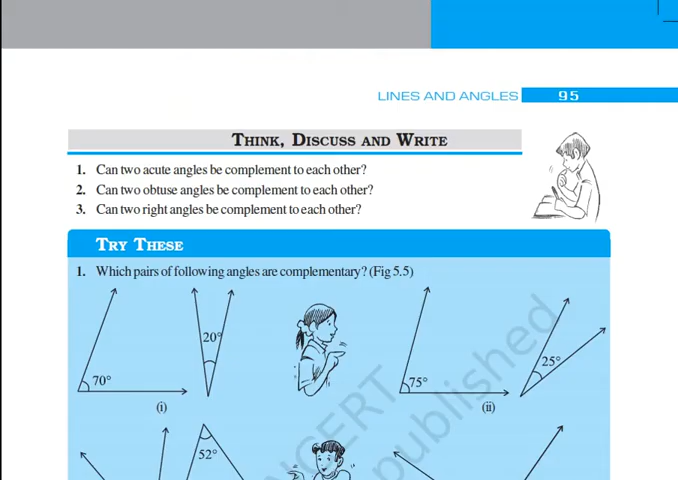 LINES AND ANGLES 95
THINK, DISCUSS AND WRITE
1. Can two acute angles be complement to each other?
2. Can two obtuse angles be complement to each other?
3. Can two right angles be complement to each other?
TRY THESE
1. Which pairs of following angles are complementary? (Fig 5.5)
20°
25°
70°
75°
(i)
(ii)
52°
NCERT
published